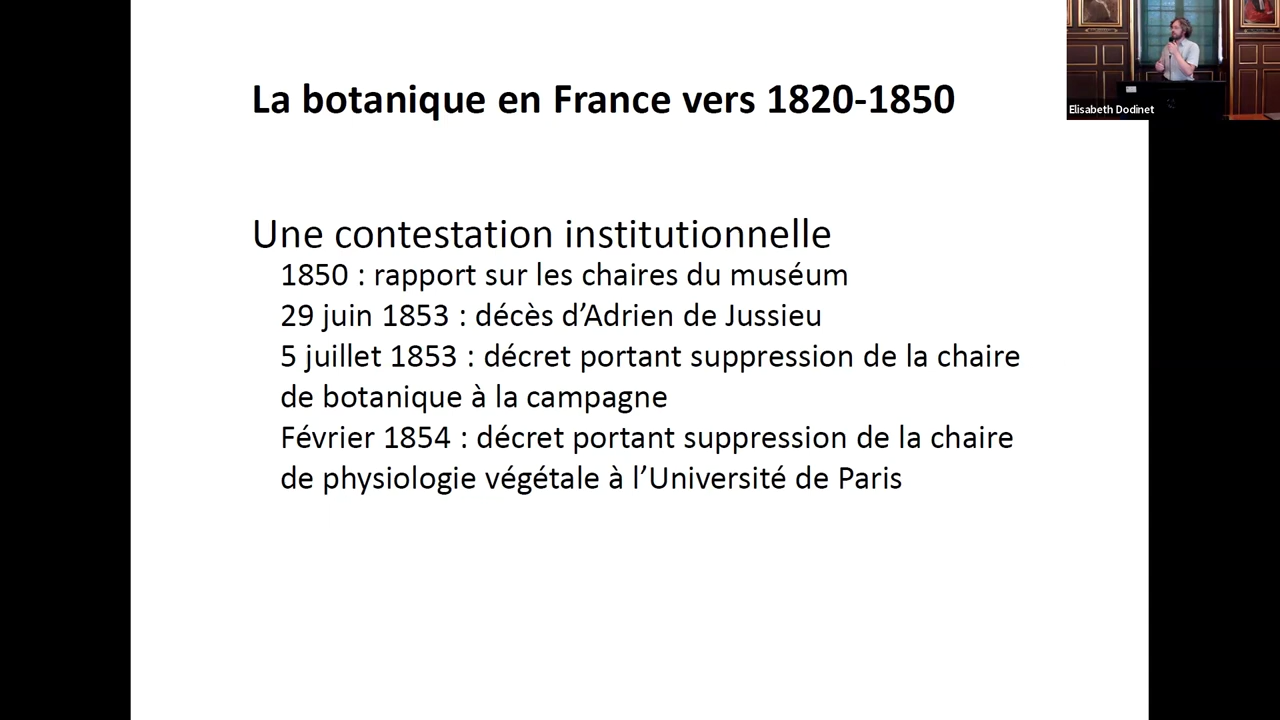 La botanique en France vers 1820-1850
Elisabeth Dodinet
Une contestation institutionnelle
1850 : rapport sur les chaires du muséum
29 juin 1853 : décès d’Adrien de Jussieu
5 juillet 1853 : décret portant suppression de la chaire
de botanique à la campagne
Février 1854 : décret portant suppression de la chaire
de physiologie végétale à l’Université de Paris